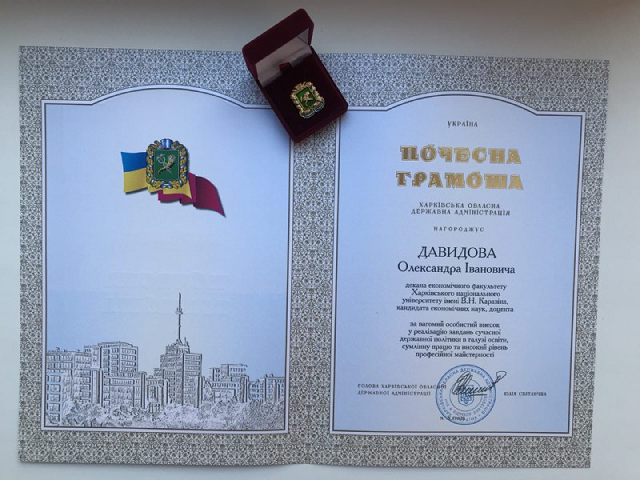 УКРАЇНА
ПОЧЕСНА
ГРАМОТА
ХАРКІВСЬКА ОБЛАСНА
ДЕРЖАВНА АДМІНІСТРАЦІЯ
НАГОРОДЖУЄ
ДАВИДОВА
Олександра Івановича
декана економічного факультету
Харківського національного
університету імені В.Н. Каразіна,
кандидата економічних наук, доцента
за вагомий особистий внесок
у реалізацію завдань сучасної
державної політики в галузі освіти,
сумлінну працю та високий рівень
професійної майстерності
ГОЛОВА ХАРКІВСЬКОЇ ОБЛАСНОЇ
ДЕРЖАВНОЇ АДМІНІСТРАЦІЇ
ЮЛІЯ СВІТЛИЧНА